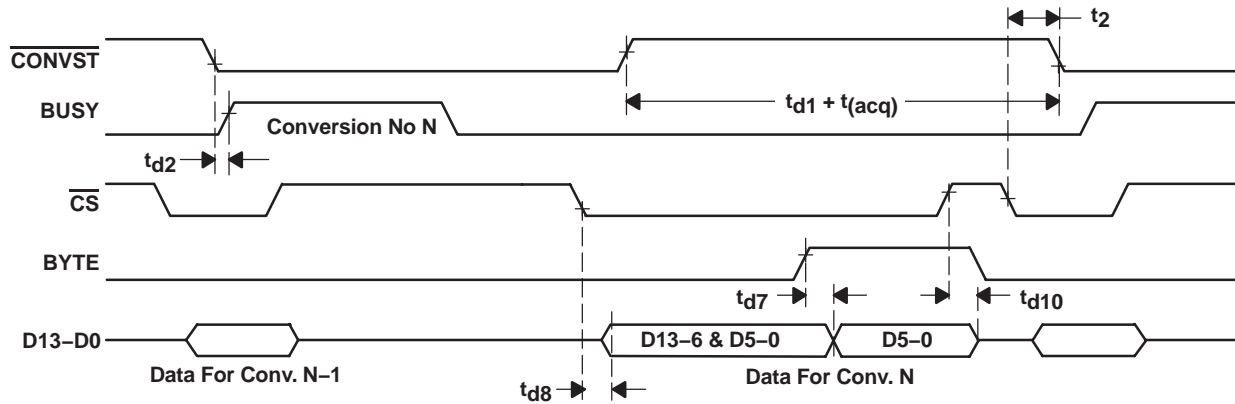 t2
CONVST
td1 + t(acq)
BUSY
Conversion No N
td2
CS
BYTE
td7
td10
D13–D0
D13–6 & D5–0
D5–0
Data For Conv. N–1
Data For Conv. N
td8